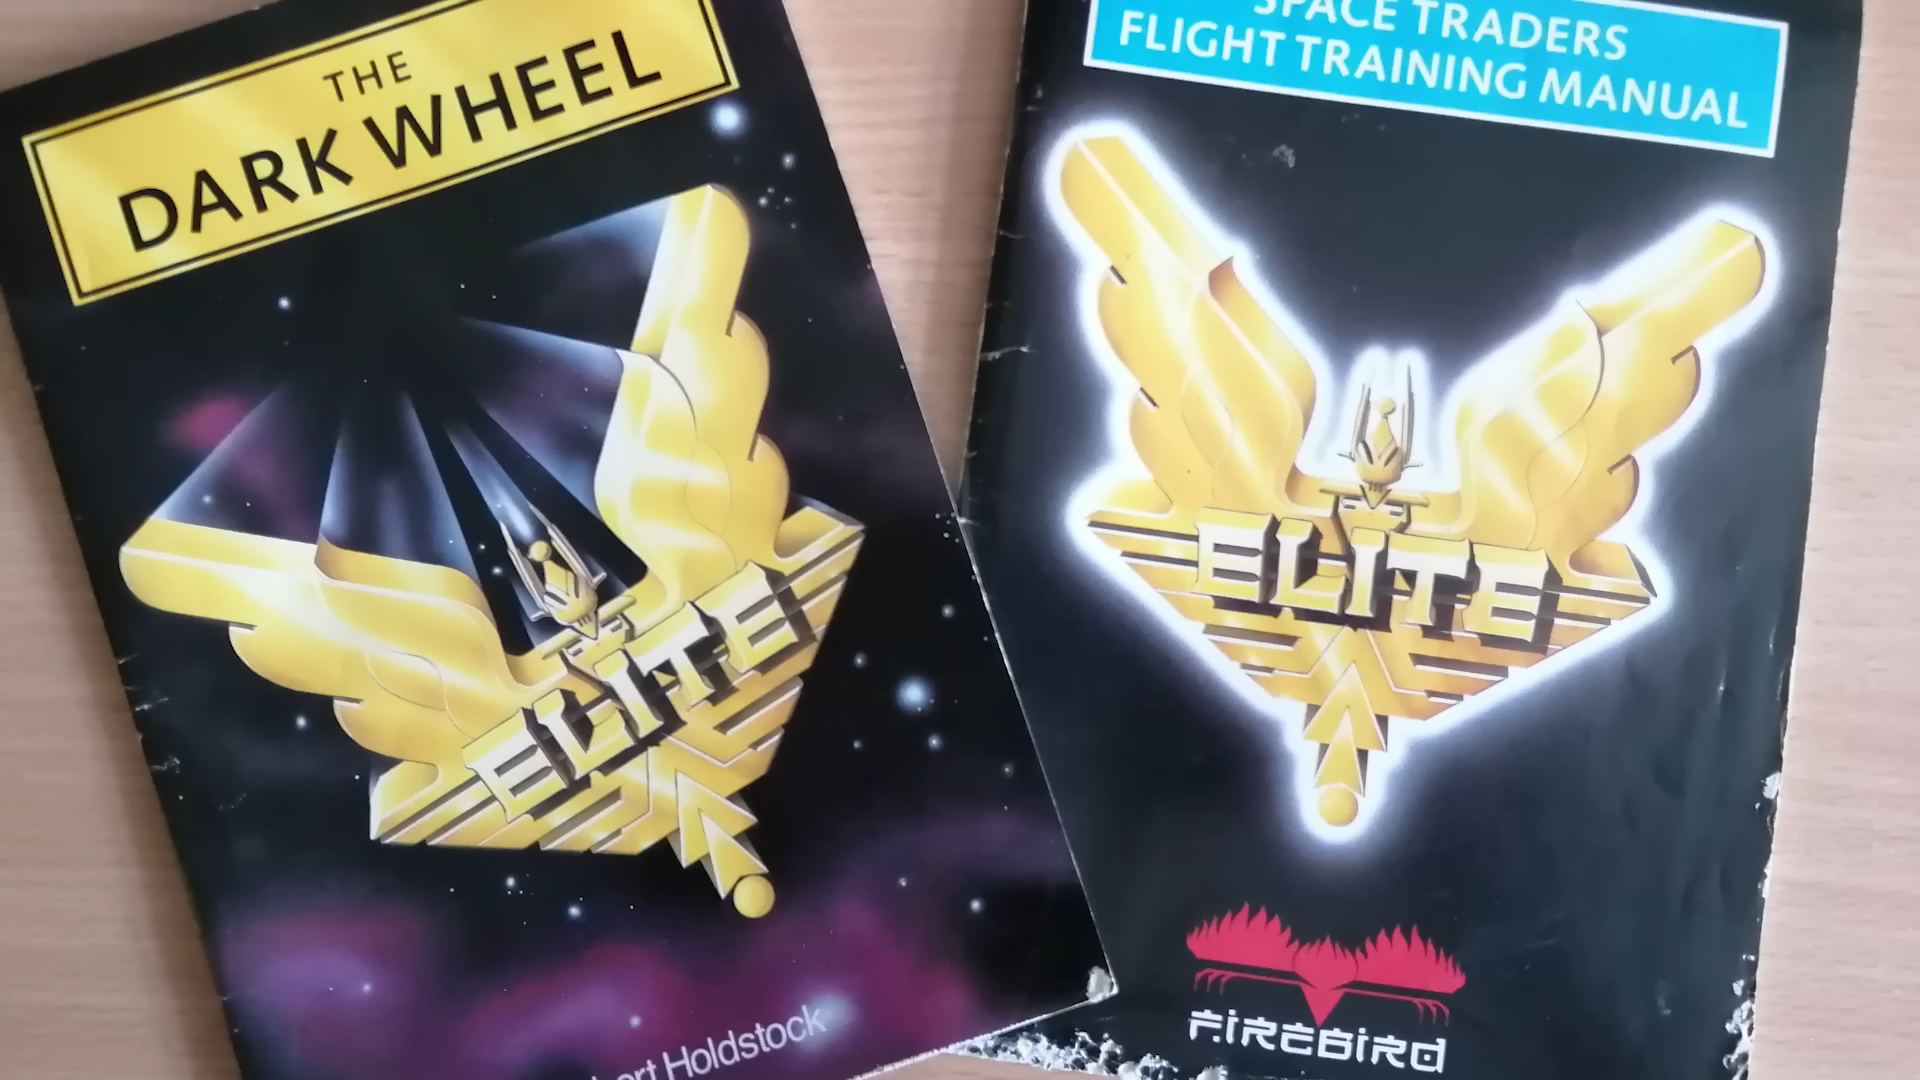 THE
DARK WHEEL
ELITE
Holdstock
SPACE TRADERS
FLIGHT TRAINING MANUAL
ELITE
FIREBIRD